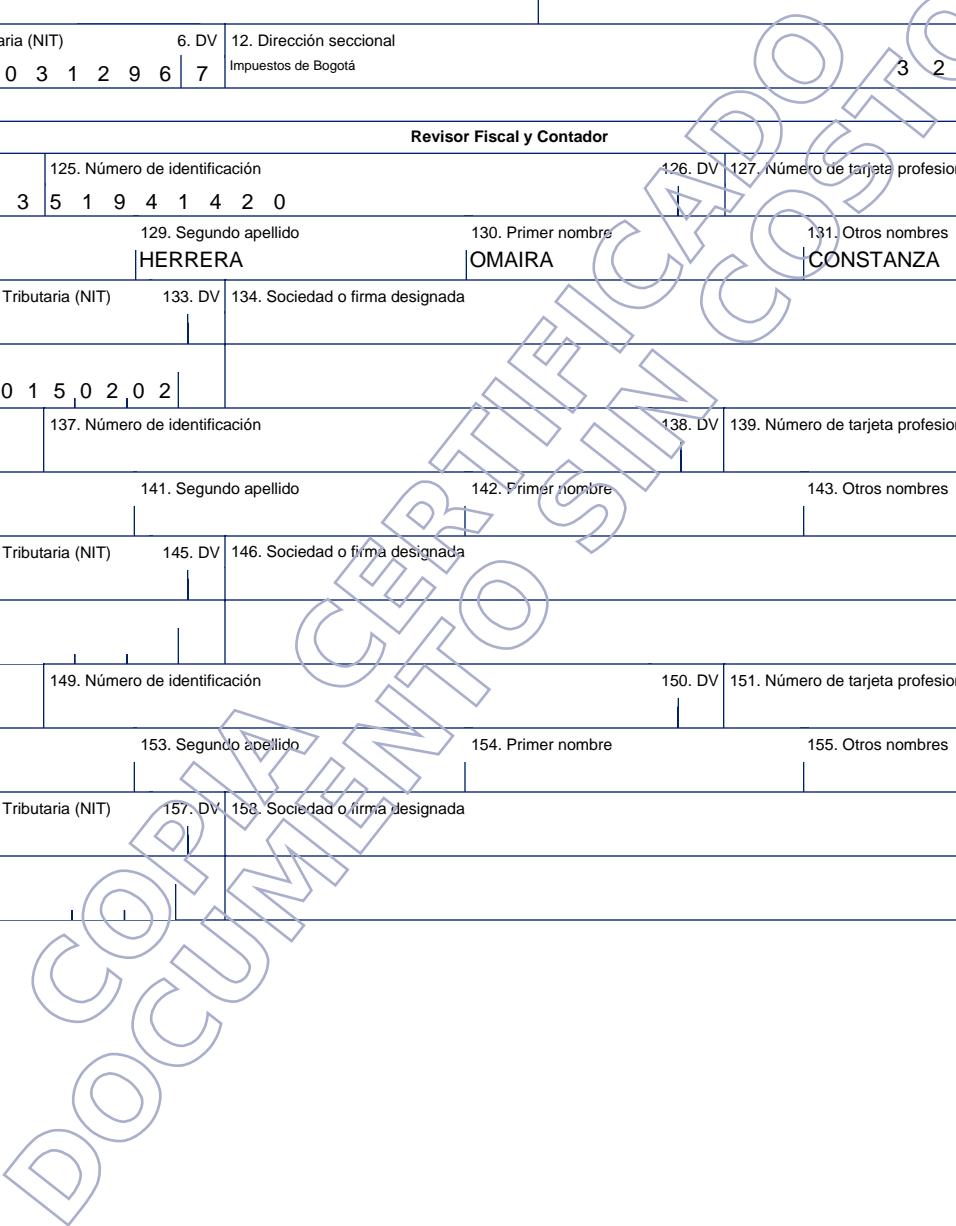 aria (NIT) 6. DV 12. Dirección seccional
0 3 1 2 9 6 7 Impuestos de Bogotá 3 2
Revisor Fiscal y Contador
125. Número de identificación 126. DV 127. Número de tarjeta profesion
3 5 1 9 4 1 4 2 0
129. Segundo apellido 130. Primer nombre 131. Otros nombres
HERRERA OMAIRA CONSTANZA
Tributaria (NIT) 133. DV 134. Sociedad o firma designada
0 1 5 0 2 0 2
137. Número de identificación 138. DV 139. Número de tarjeta profesion
141. Segundo apellido 142. Primer nombre 143. Otros nombres
Tributaria (NIT) 145. DV 146. Sociedad o firma designada
149. Número de identificación 150. DV 151. Número de tarjeta profesion
153. Segundo apellido 154. Primer nombre 155. Otros nombres
Tributaria (NIT) 157. DV 158. Sociedad o firma designada
COPIA CERTIFICADO
DOCUMENTO SIN COSTO